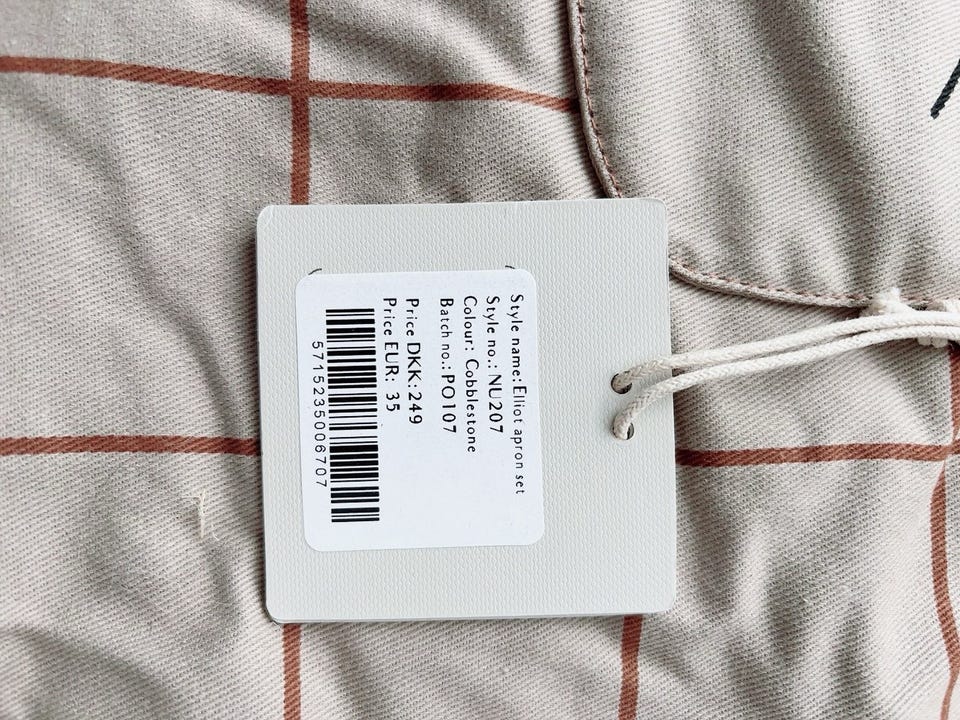 Style name: Elliot apron set
Style no.: NU207
Colour: Cobblestone
Batch no.: PO107
Price DKK: 249
Price EUR: 35
5715235006707